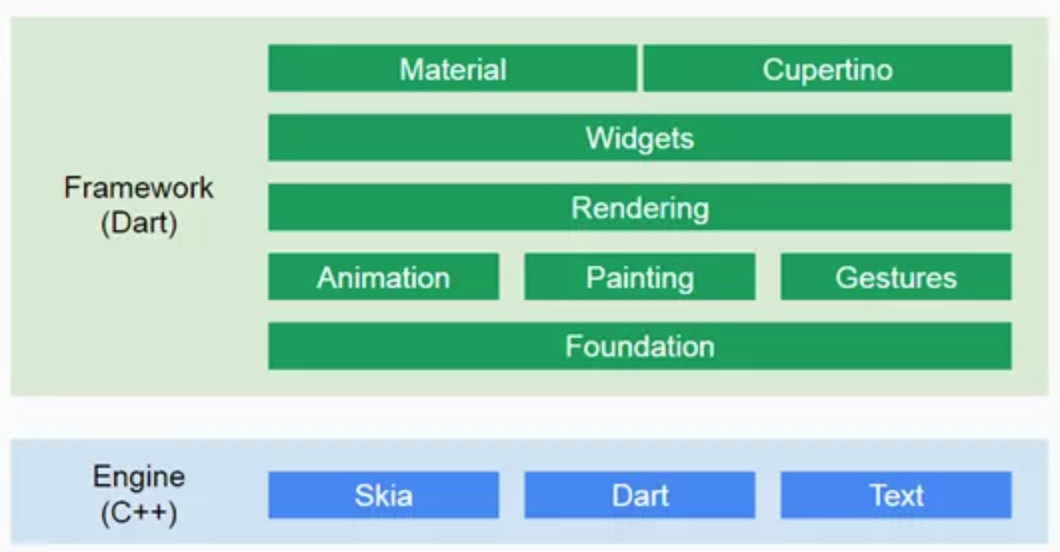 Material Cupertino
Widgets
Framework
(Dart)
Rendering
Animation Painting Gestures
Foundation
Engine
(C++)
Skia Dart Text